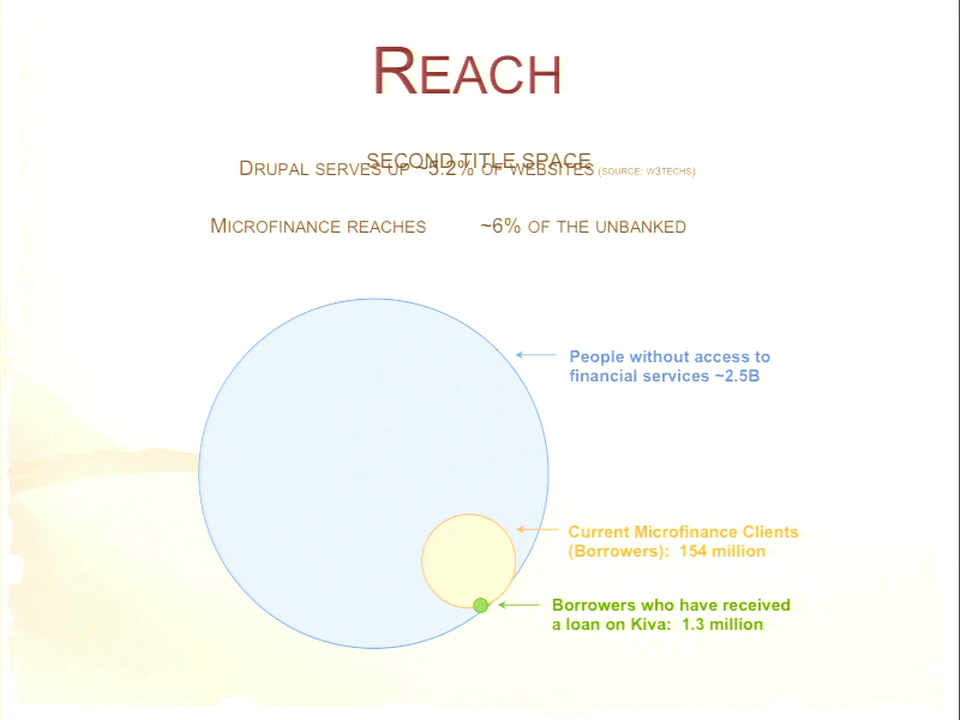 REACH
SECOND TITLE SPACE
DRUPAL SERVES UP ~5.2% OF WEBSITES (SOURCE: W3TECHS)
MICROFINANCE REACHES ~6% OF THE UNBANKED
People without access to
financial services ~2.5B
Current Microfinance Clients
(Borrowers): 154 million
Borrowers who have received
a loan on Kiva: 1.3 million